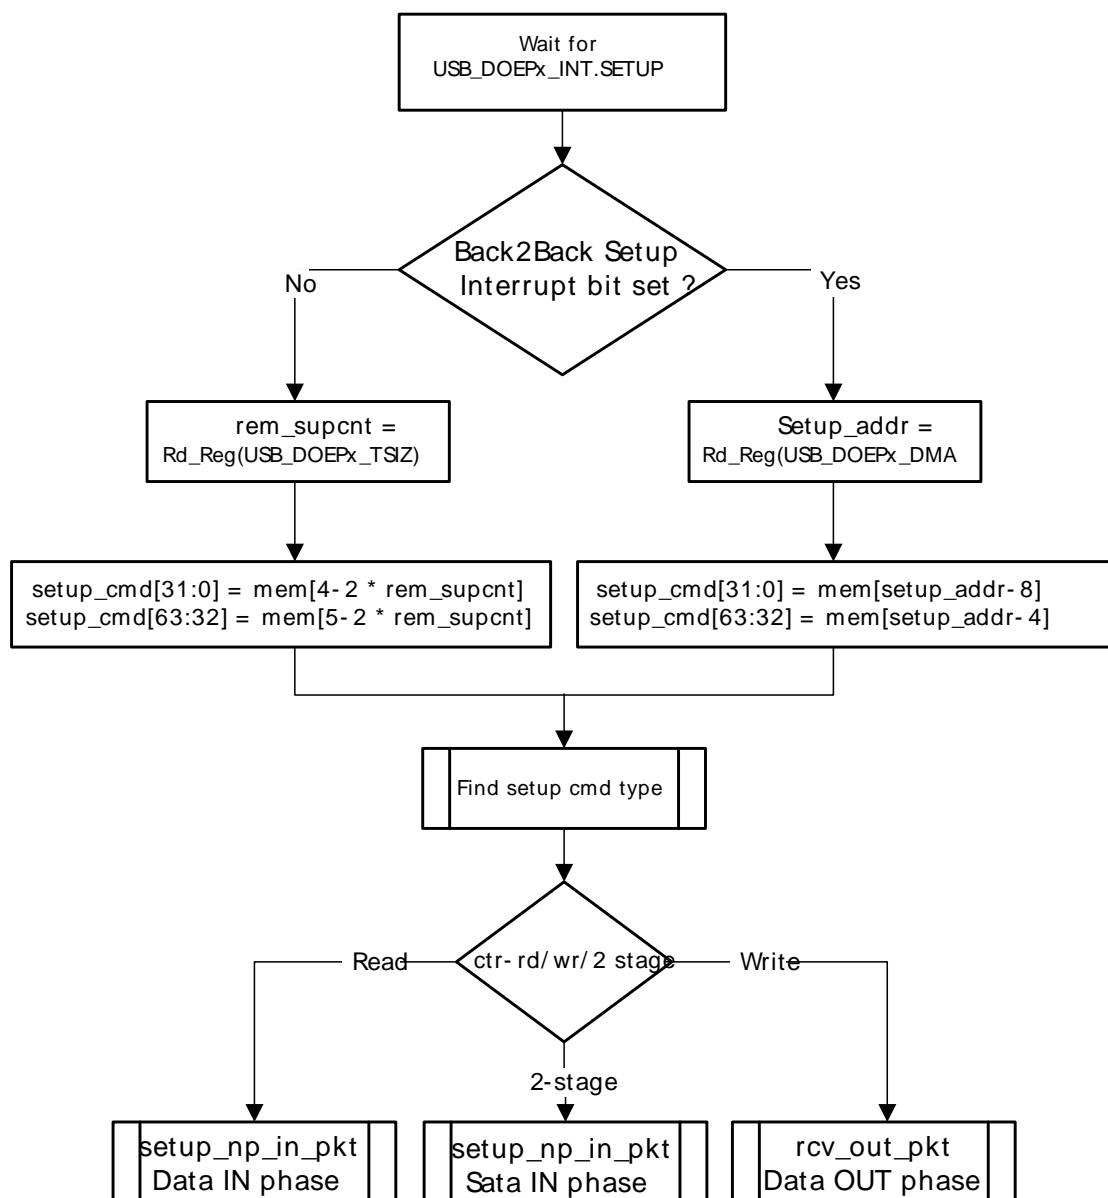 Wait for
USB_DOEPx_INT.SETUP
Back2Back Setup
Interrupt bit set ?
No
Yes
rem_supcnt =
Rd_Reg(USB_DOEPx_TSIZ)
Setup_addr =
Rd_Reg(USB_DOEPx_DMA
setup_cmd[31:0] = mem[4-2 * rem_supcnt]
setup_cmd[63:32] = mem[5-2 * rem_supcnt]
setup_cmd[31:0] = mem[setup_addr-8]
setup_cmd[63:32] = mem[setup_addr-4]
Find setup cmd type
Read
ctr-rd/wr/2 stage
Write
2-stage
setup_np_in_pkt
Data IN phase
setup_np_in_pkt
Sata IN phase
rcv_out_pkt
Data OUT phase